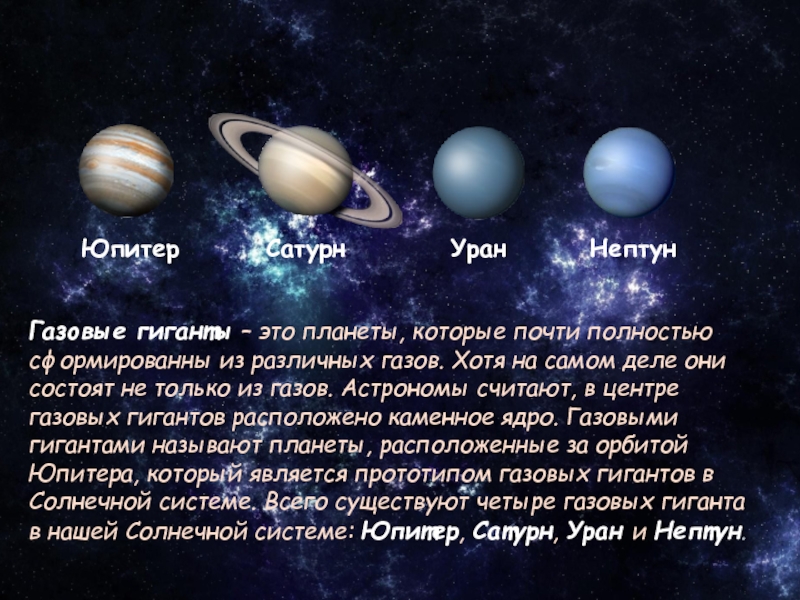 Юпитер Сатурн Уран Нептун
Газовые гиганты – это планеты, которые почти полностью
сформированны из различных газов. Хотя на самом деле они
состоят не только из газов. Астрономы считают, в центре
газовых гигантов расположено каменное ядро. Газовыми
гигантами называют планеты, расположенные за орбитой
Юпитера, который является прототипом газовых гигантов в
Солнечной системе. Всего существуют четыре газовых гиганта
в нашей Солнечной системе: Юпитер, Сатурн, Уран и Нептун.